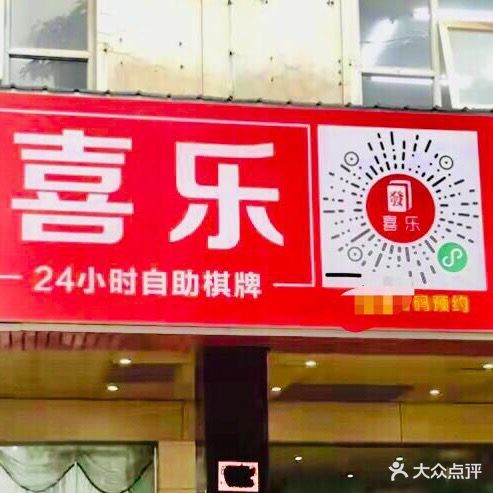 喜乐
24小时自助棋牌
發
喜乐
码预约
大众点评